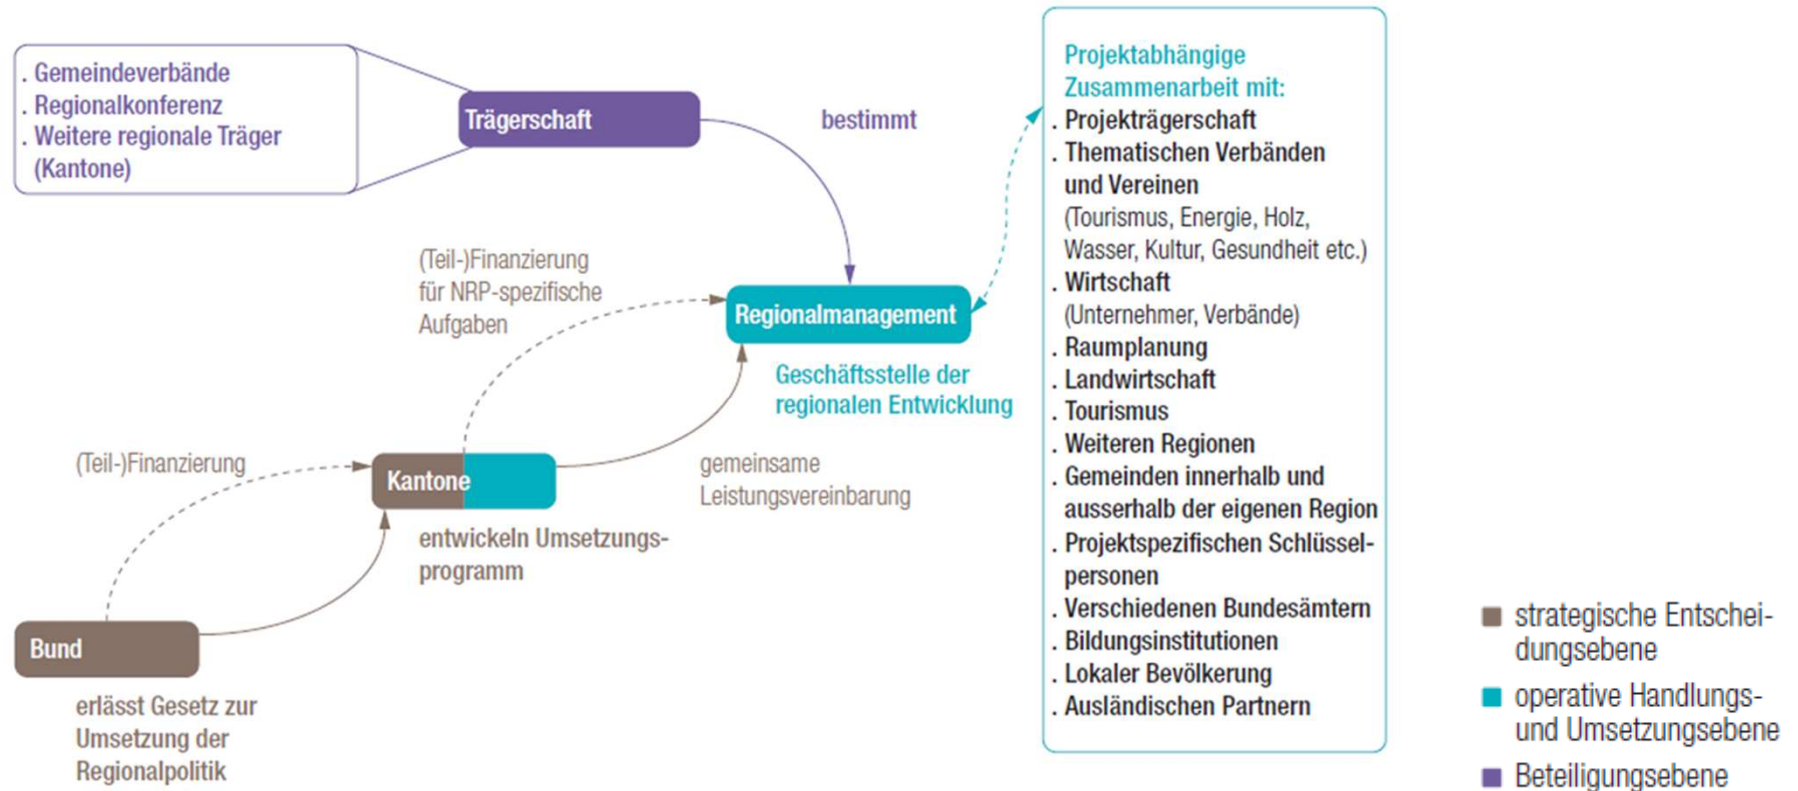 . Gemeindeverbände
. Regionalkonferenz
. Weitere regionale Träger
(Kantone)
Trägerschaft
bestimmt
(Teil-)Finanzierung
für NRP-spezifische
Aufgaben
Regionalmanagement
Geschäftsstelle der
regionalen Entwicklung
(Teil-)Finanzierung
Kantone
entwickeln Umsetzungs-
programm
gemeinsame
Leistungsvereinbarung
Bund
erlässt Gesetz zur
Umsetzung der
Regionalpolitik
Projektabhängige
Zusammenarbeit mit:
. Projekträgerschaft
. Thematischen Verbänden
und Vereinen
(Tourismus, Energie, Holz,
Wasser, Kultur, Gesundheit etc.)
. Wirtschaft
(Unternehmer, Verbände)
. Raumplanung
. Landwirtschaft
. Tourismus
. Weiteren Regionen
. Gemeinden innerhalb und
ausserhalb der eigenen Region
. Projektspezifischen Schlüssel-
personen
. Verschiedenen Bundesämtern
. Bildungsinstitutionen
. Lokaler Bevölkerung
. Ausländischen Partnern
strategische Entschei-
dungsebene
operative Handlungs-
und Umsetzungsebene
Beteiligungsebene